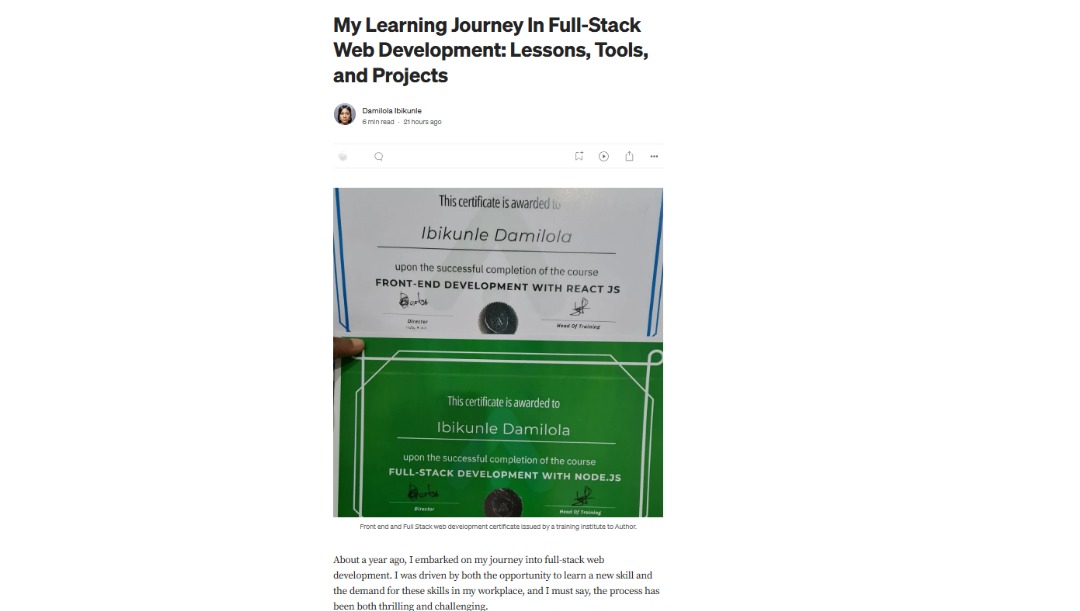 My Learning Journey In Full-Stack
Web Development: Lessons, Tools,
and Projects
Damilola Ibikunle
6 min read · 21 hours ago
This certificate is awarded to
Ibikunle Damilola
upon the successful completion of the course
FRONT-END DEVELOPMENT WITH REACT JS
Director
Head Of Training
This certificate is awarded to
Ibikunle Damilola
upon the successful completion of the course
FULL-STACK DEVELOPMENT WITH NODE.JS
Director
Head Of Training
Front end and Full Stack web development certificate issued by a training institute to Author.
About a year ago, I embarked on my journey into full-stack web
development. I was driven by both the opportunity to learn a new skill and
the demand for these skills in my workplace, and I must say, the process has
been both thrilling and challenging.